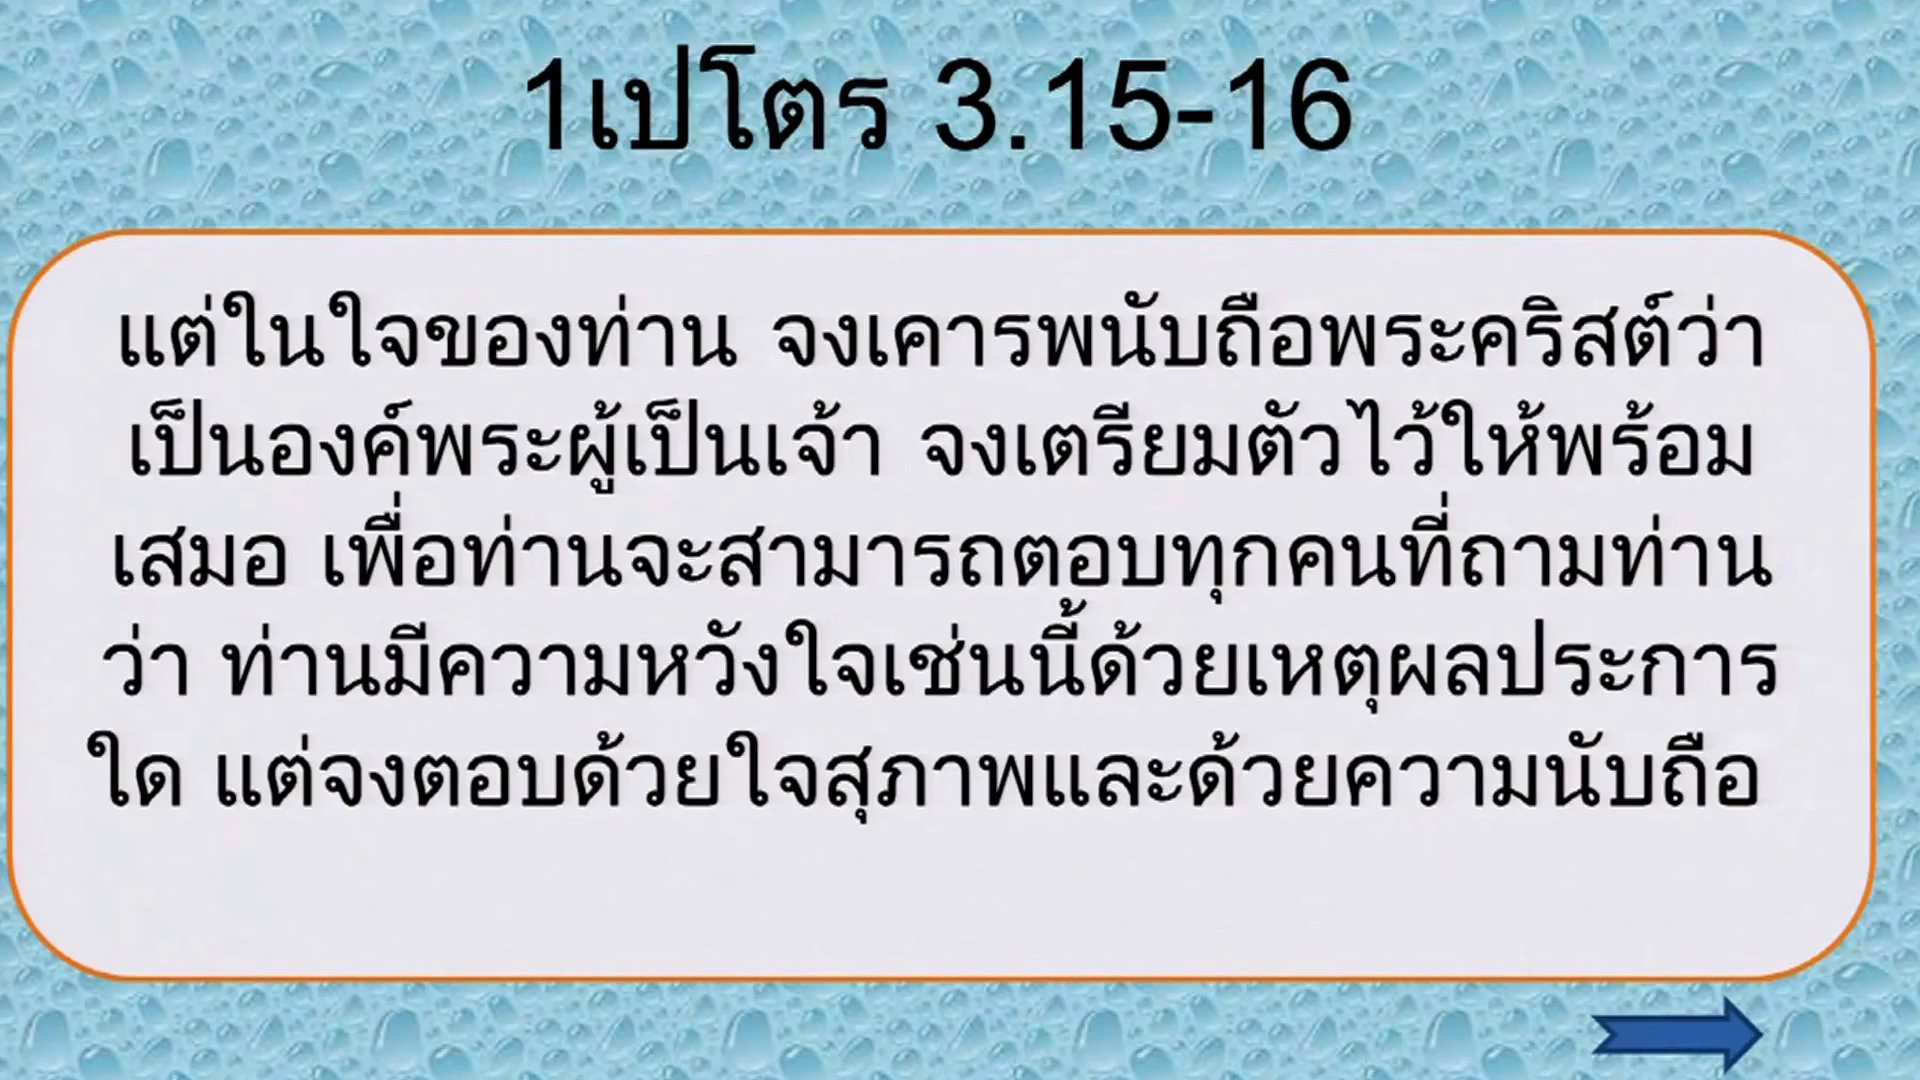 1เปโตร 3.15-16
แต่ในใจของท่าน จงเคารพนับถือพระคริสต์ว่า
เป็นองค์พระผู้เป็นเจ้า จงเตรียมตัวไว้ให้พร้อม
เสมอ เพื่อท่านจะสามารถตอบทุกคนที่ถามท่าน
ว่า ท่านมีความหวังใจเช่นนี้ด้วยเหตุผลประการ
ใด แต่จงตอบด้วยใจสุภาพและด้วยความนับถือ